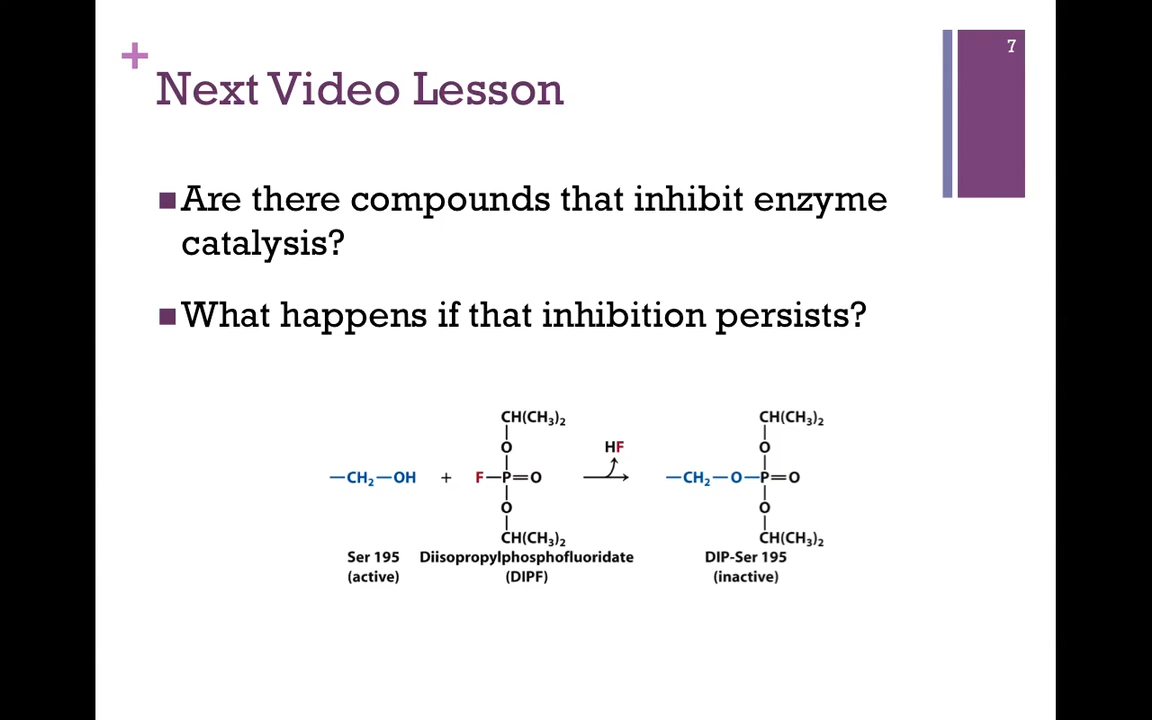 7
+
Next Video Lesson
Are there compounds that inhibit enzyme
catalysis?
What happens if that inhibition persists?
CH(CH₃)₂ CH(CH₃)₂
O HF O
—CH₂—OH + F—P=O —CH₂—O—P=O
O O
CH(CH₃)₂ CH(CH₃)₂
Ser 195 Diisopropylphosphofluoridate DIP-Ser 195
(active) (DIPF) (inactive)